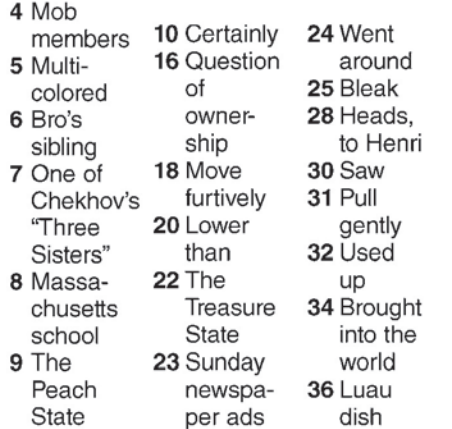 4 Mob
members
5 Multi-
colored
6 Bro's
sibling
7 One of
Chekhov's
"Three
Sisters"
8 Massa-
chusetts
school
9 The
Peach
State
10 Certainly
16 Question
of
owner-
ship
18 Move
furtively
20 Lower
than
22 The
Treasure
State
23 Sunday
newspa-
per ads
24 Went
around
25 Bleak
28 Heads,
to Henri
30 Saw
31 Pull
gently
32 Used
up
34 Brought
into the
world
36 Luau
dish